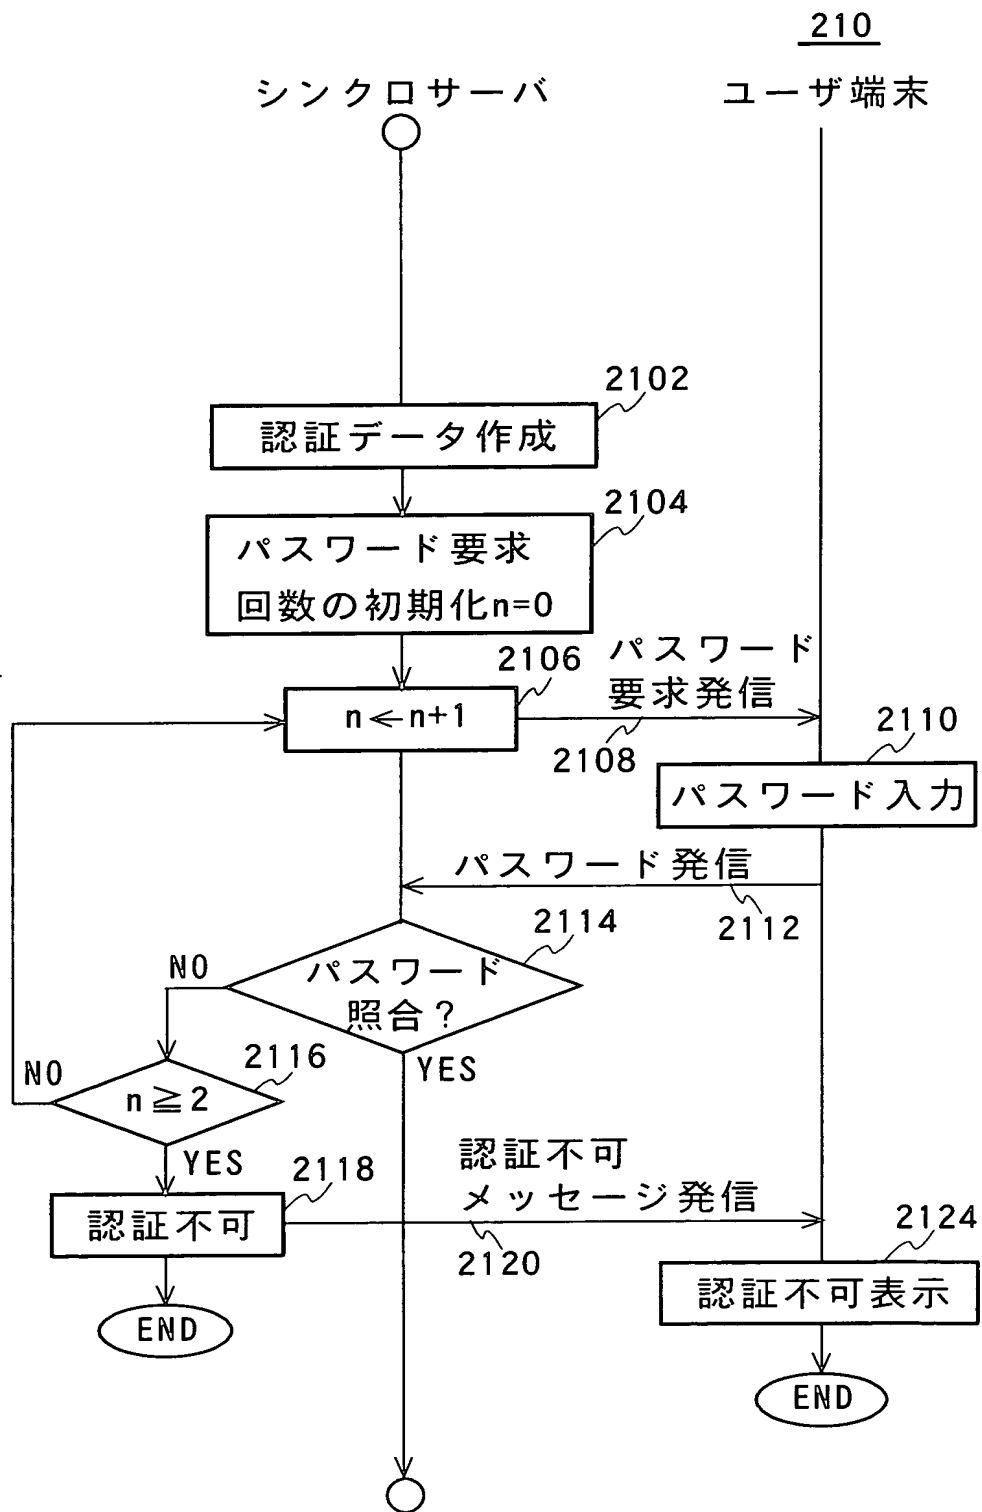 210
シンクロサーバ
ユーザ端末
2102
認証データ作成
2104
パスワード要求
回数の初期化n=0
2106
n←n+1
パスワード
要求発信
2108
2110
パスワード入力
パスワード発信
2112
2114
パスワード
照合?
NO
YES
2116
n≧2
NO
YES
2118
認証不可
認証不可
メッセージ発信
2120
2124
認証不可表示
END
END